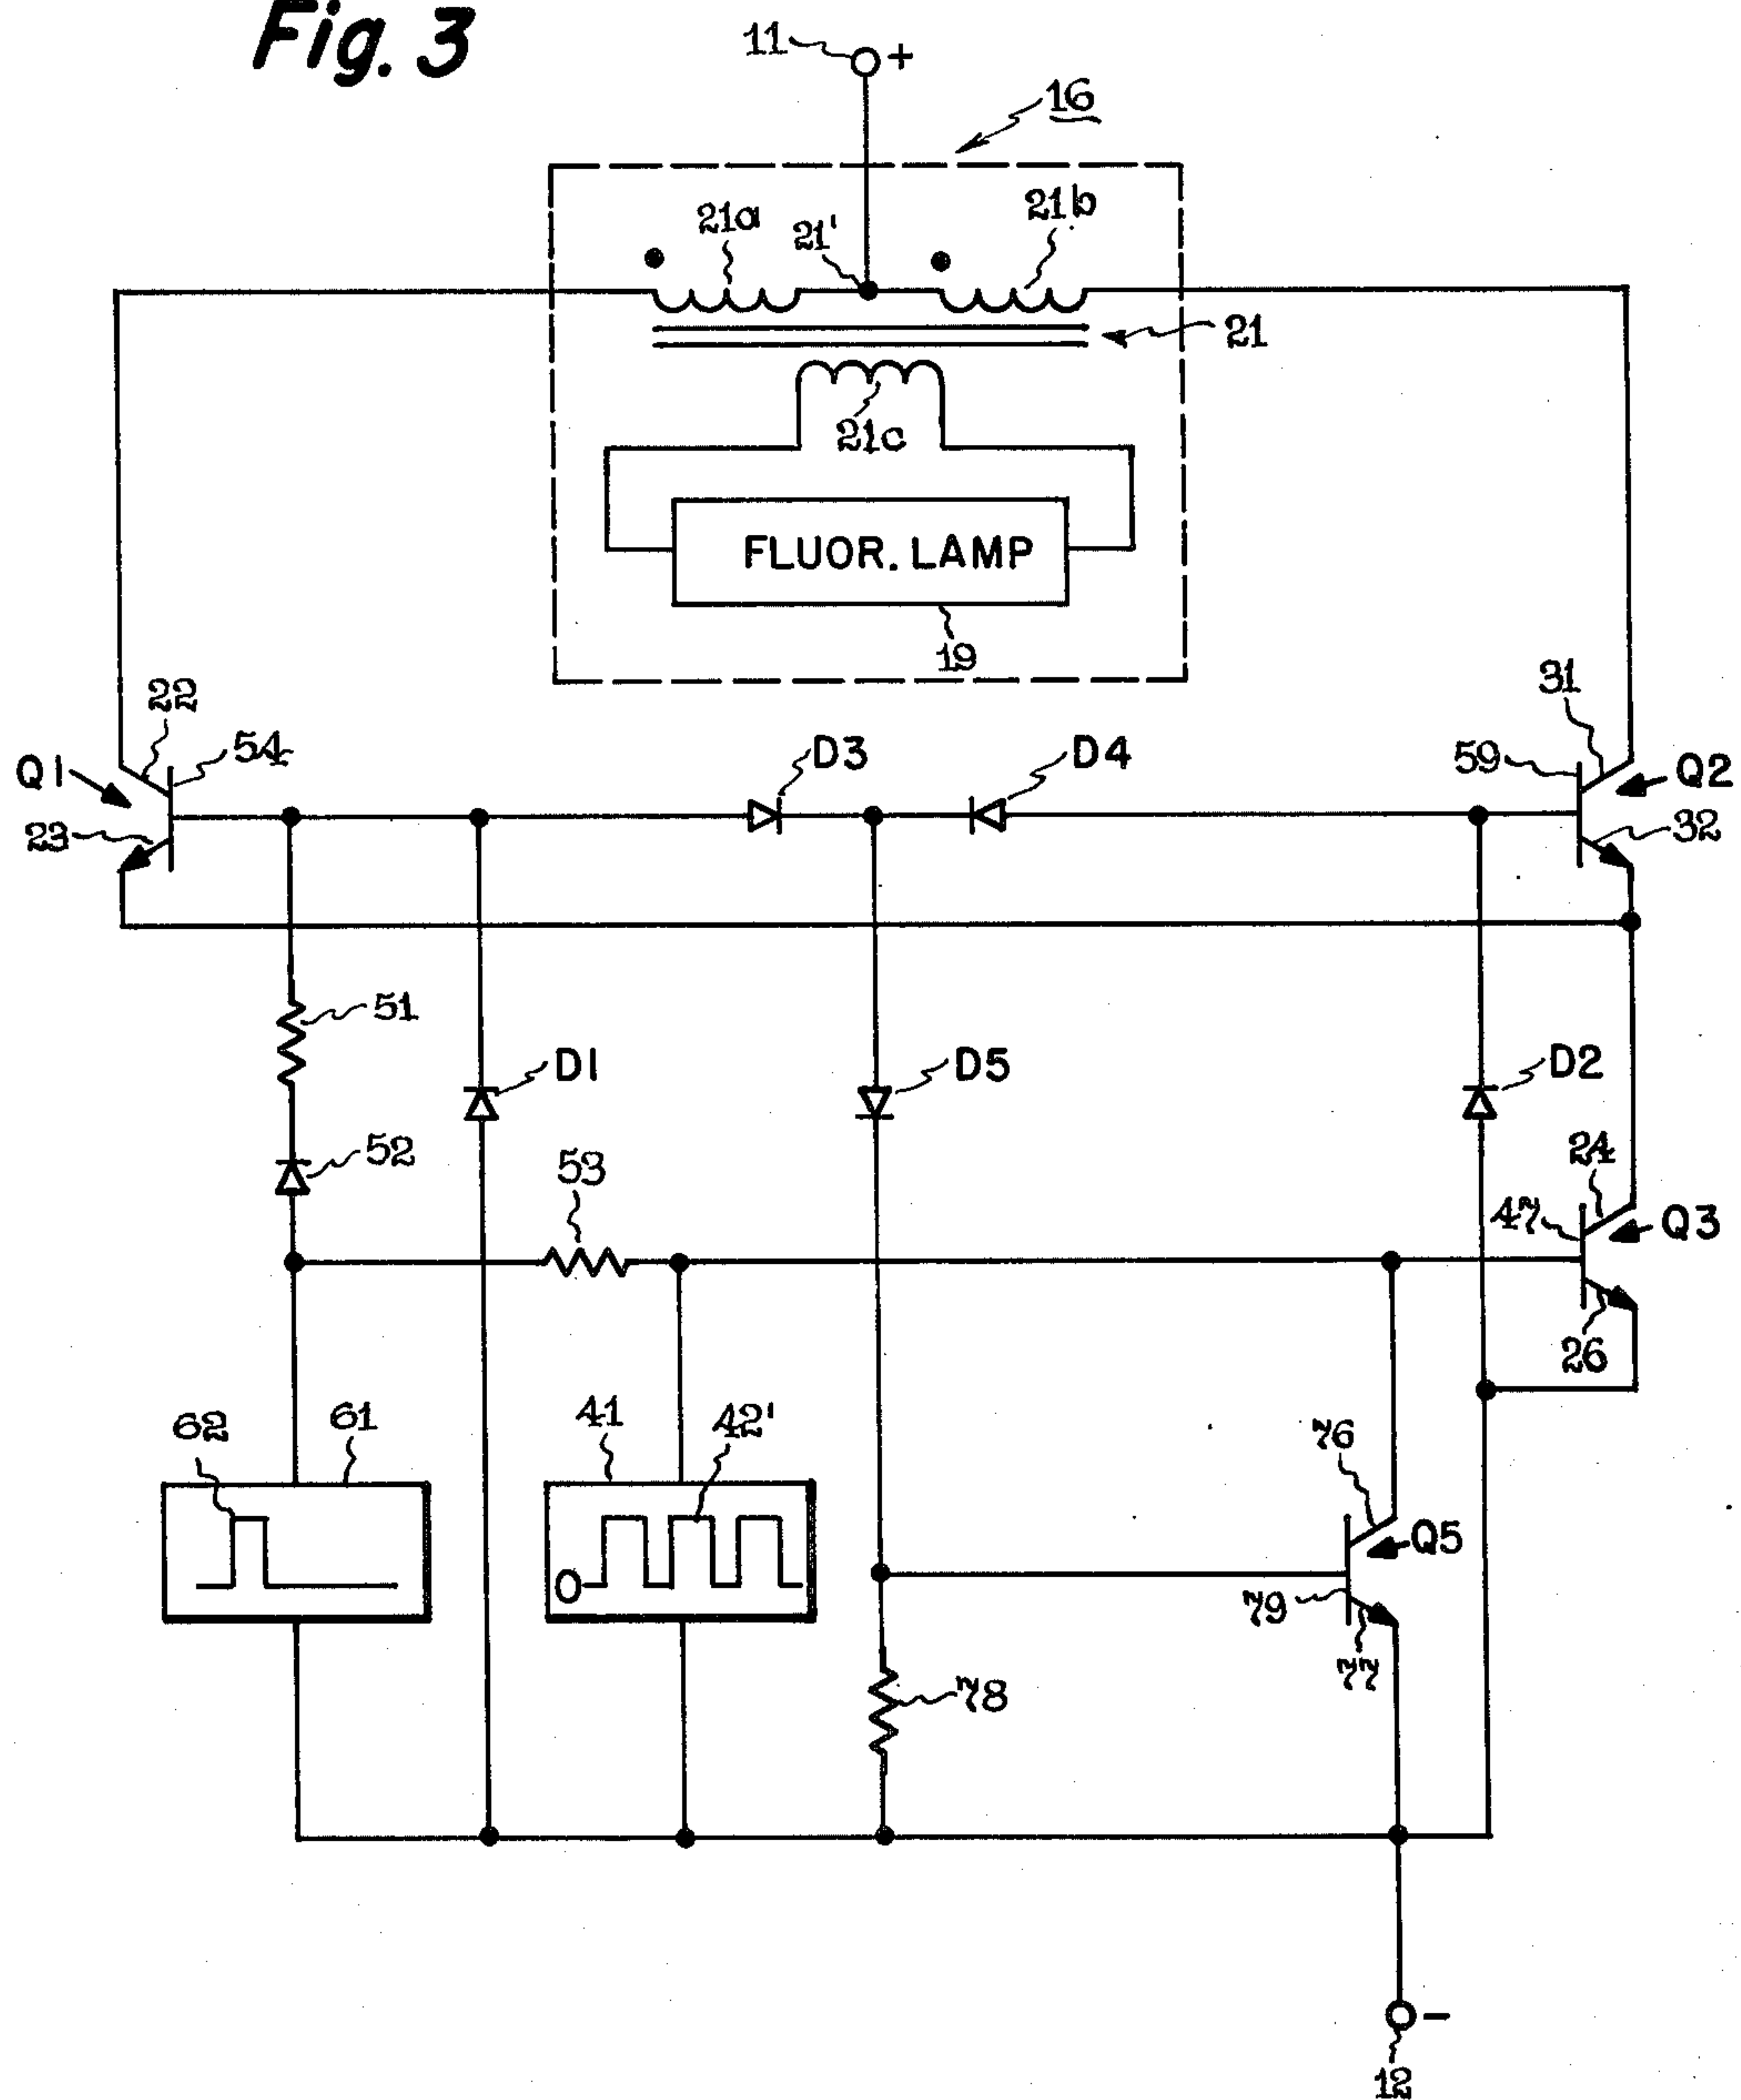 Fig. 3
11 +
16
21a 21' 21b
21
21c
FLUOR. LAMP
19
22 31
54 D3 D4 59
Q1 Q2
23 32
51
D1 D5 D2
52 53 24
47 Q3
26
62 61 41 42' 76
O Q5
79
77
78
-
12